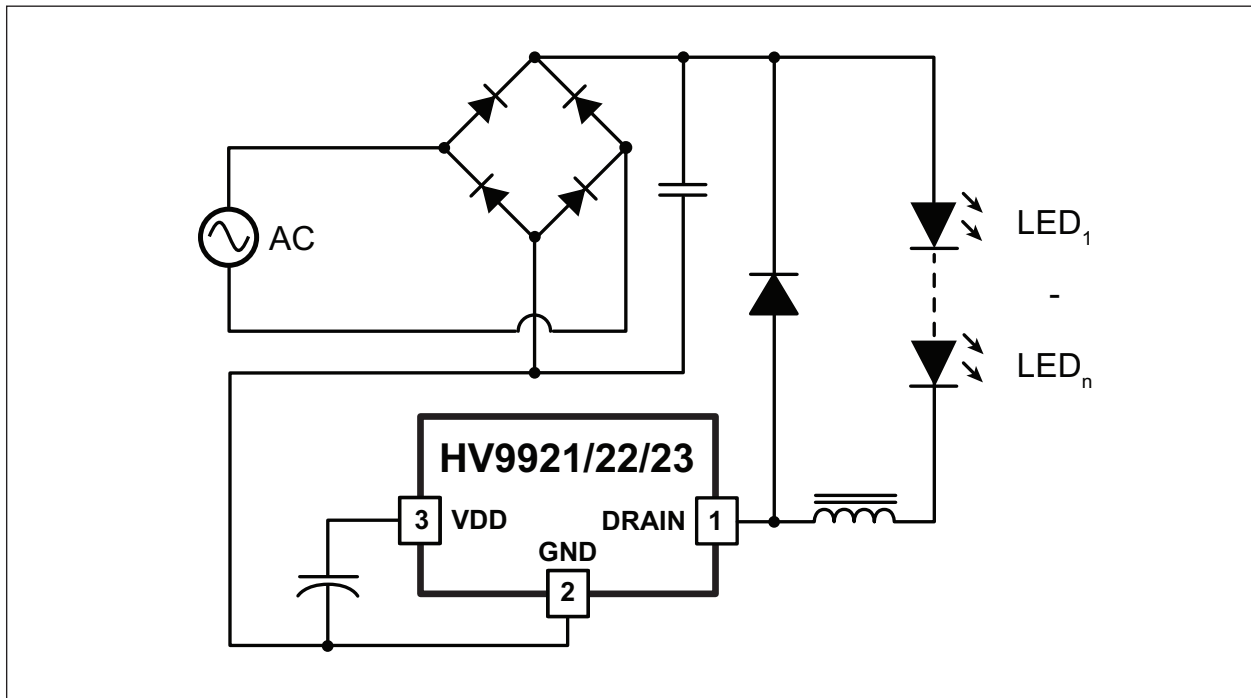 AC
LED₁
-
LEDₙ
HV9921/22/23
3 VDD
DRAIN 1
GND
2